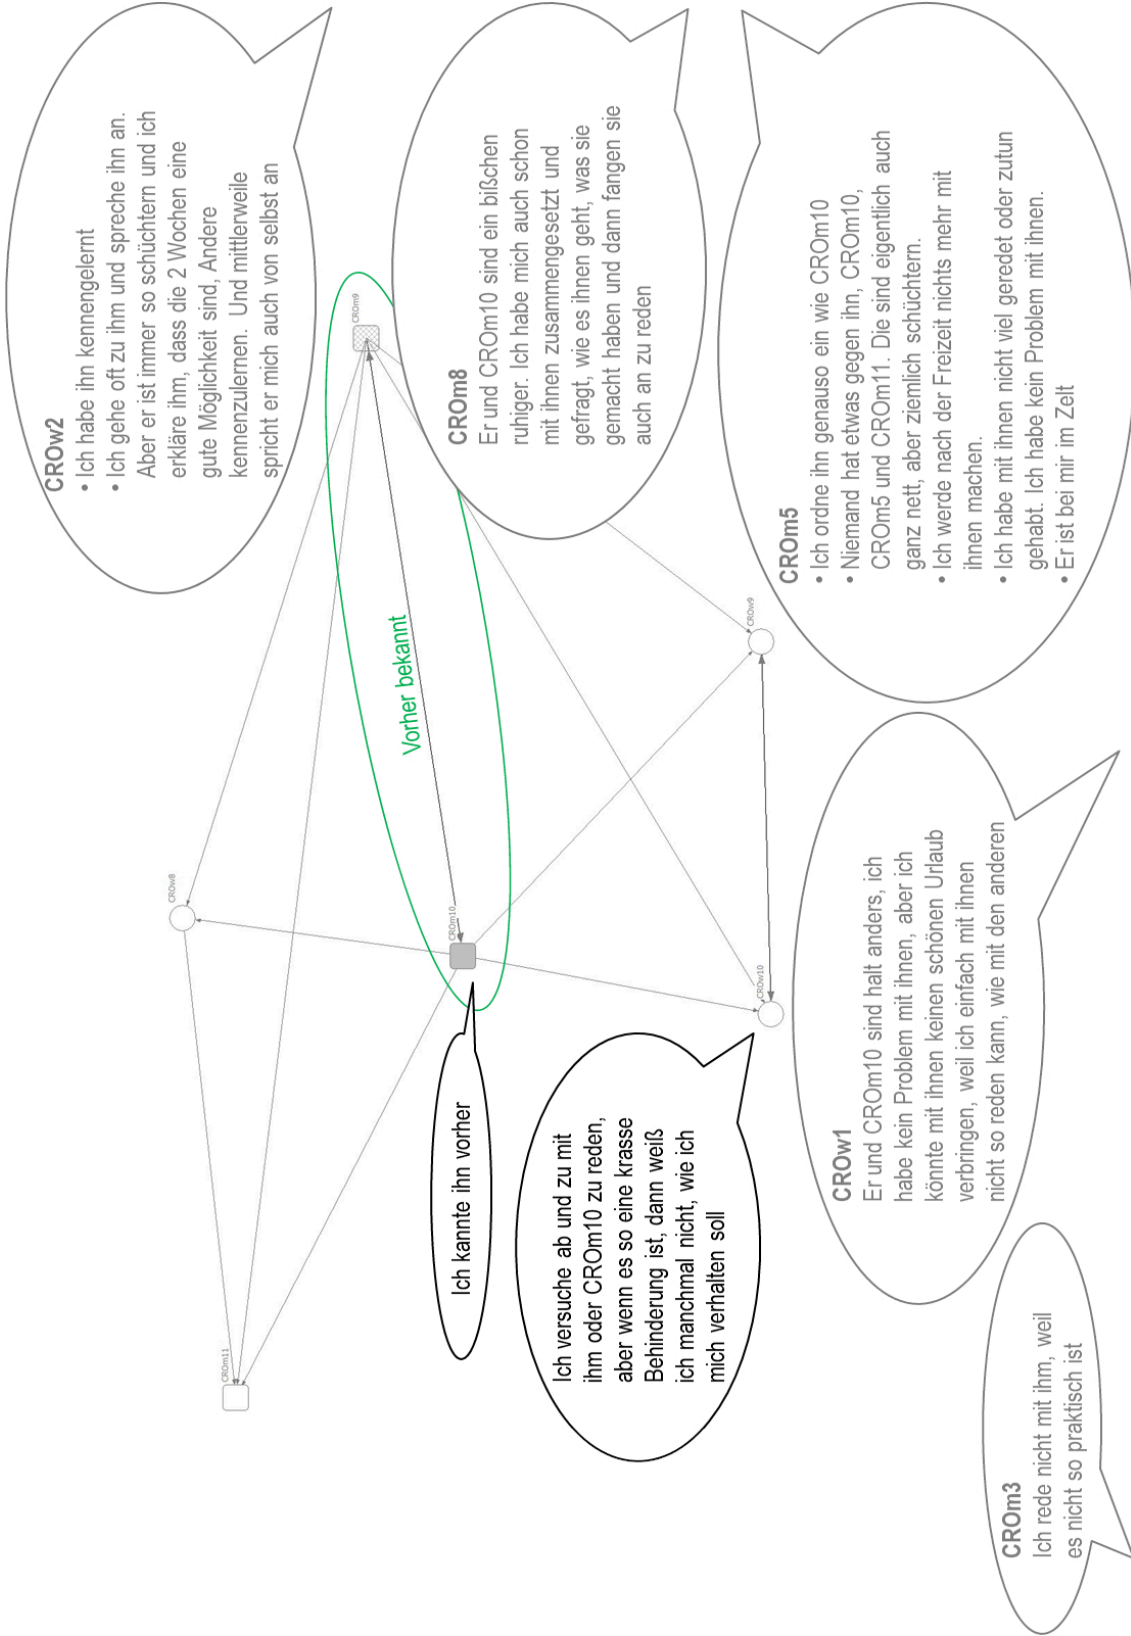 CROw2
• Ich habe ihn kennengelernt
• Ich gehe oft zu ihm und spreche ihn an.
Aber er ist immer so schüchtern und ich
erkläre ihm, dass die 2 Wochen eine
gute Möglichkeit sind, Andere
kennenzulernen. Und mittlerweile
spricht er mich auch von selbst an
CROm9
CROm8
Er und CROm10 sind ein bißchen
ruhiger. Ich habe mich auch schon
mit ihnen zusammengesetzt und
gefragt, wie es ihnen geht, was sie
gemacht haben und dann fangen sie
auch an zu reden
CROm5
• Ich ordne ihn genauso ein wie CROm10
• Niemand hat etwas gegen ihn, CROm10,
CROm5 und CROm11. Die sind eigentlich auch
ganz nett, aber ziemlich schüchtern.
• Ich werde nach der Freizeit nichts mehr mit
ihnen machen.
• Ich habe mit ihnen nicht viel geredet oder zutun
gehabt. Ich habe kein Problem mit ihnen.
• Er ist bei mir im Zelt
Vorher bekannt
CROw8
CROm10
CROw9
CROw10
CROm11
Ich kannte ihn vorher
Ich versuche ab und zu mit
ihm oder CROm10 zu reden,
aber wenn es so eine krasse
Behinderung ist, dann weiß
ich manchmal nicht, wie ich
mich verhalten soll
CROw1
Er und CROm10 sind halt anders, ich
habe kein Problem mit ihnen, aber ich
könnte mit ihnen keinen schönen Urlaub
verbringen, weil ich einfach mit ihnen
nicht so reden kann, wie mit den anderen
CROm3
Ich rede nicht mit ihm, weil
es nicht so praktisch ist